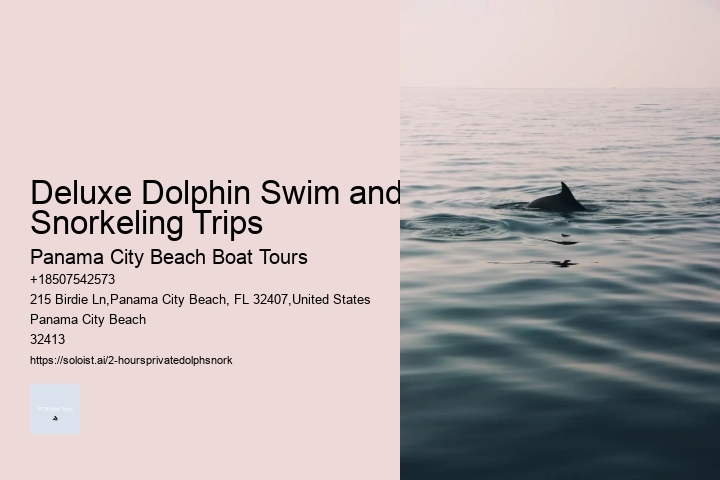 Deluxe Dolphin Swim and
Snorkeling Trips
Panama City Beach Boat Tours
+18507542573
215 Birdie Ln,Panama City Beach, FL 32407,United States
Panama City Beach
32413
https://soloist.ai/2-hoursprivatedolphsnork